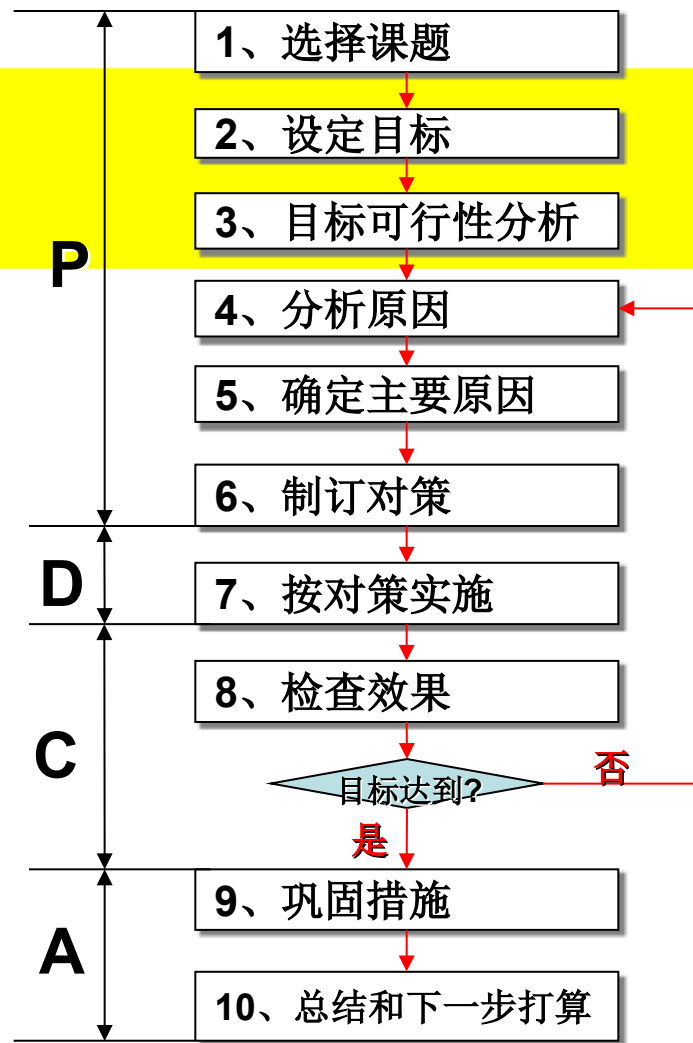 1、选择课题
2、设定目标
3、目标可行性分析
P
4、分析原因
5、确定主要原因
6、制订对策
D
7、按对策实施
8、检查效果
C
目标达到?
否
是
9、巩固措施
A
10、总结和下一步打算